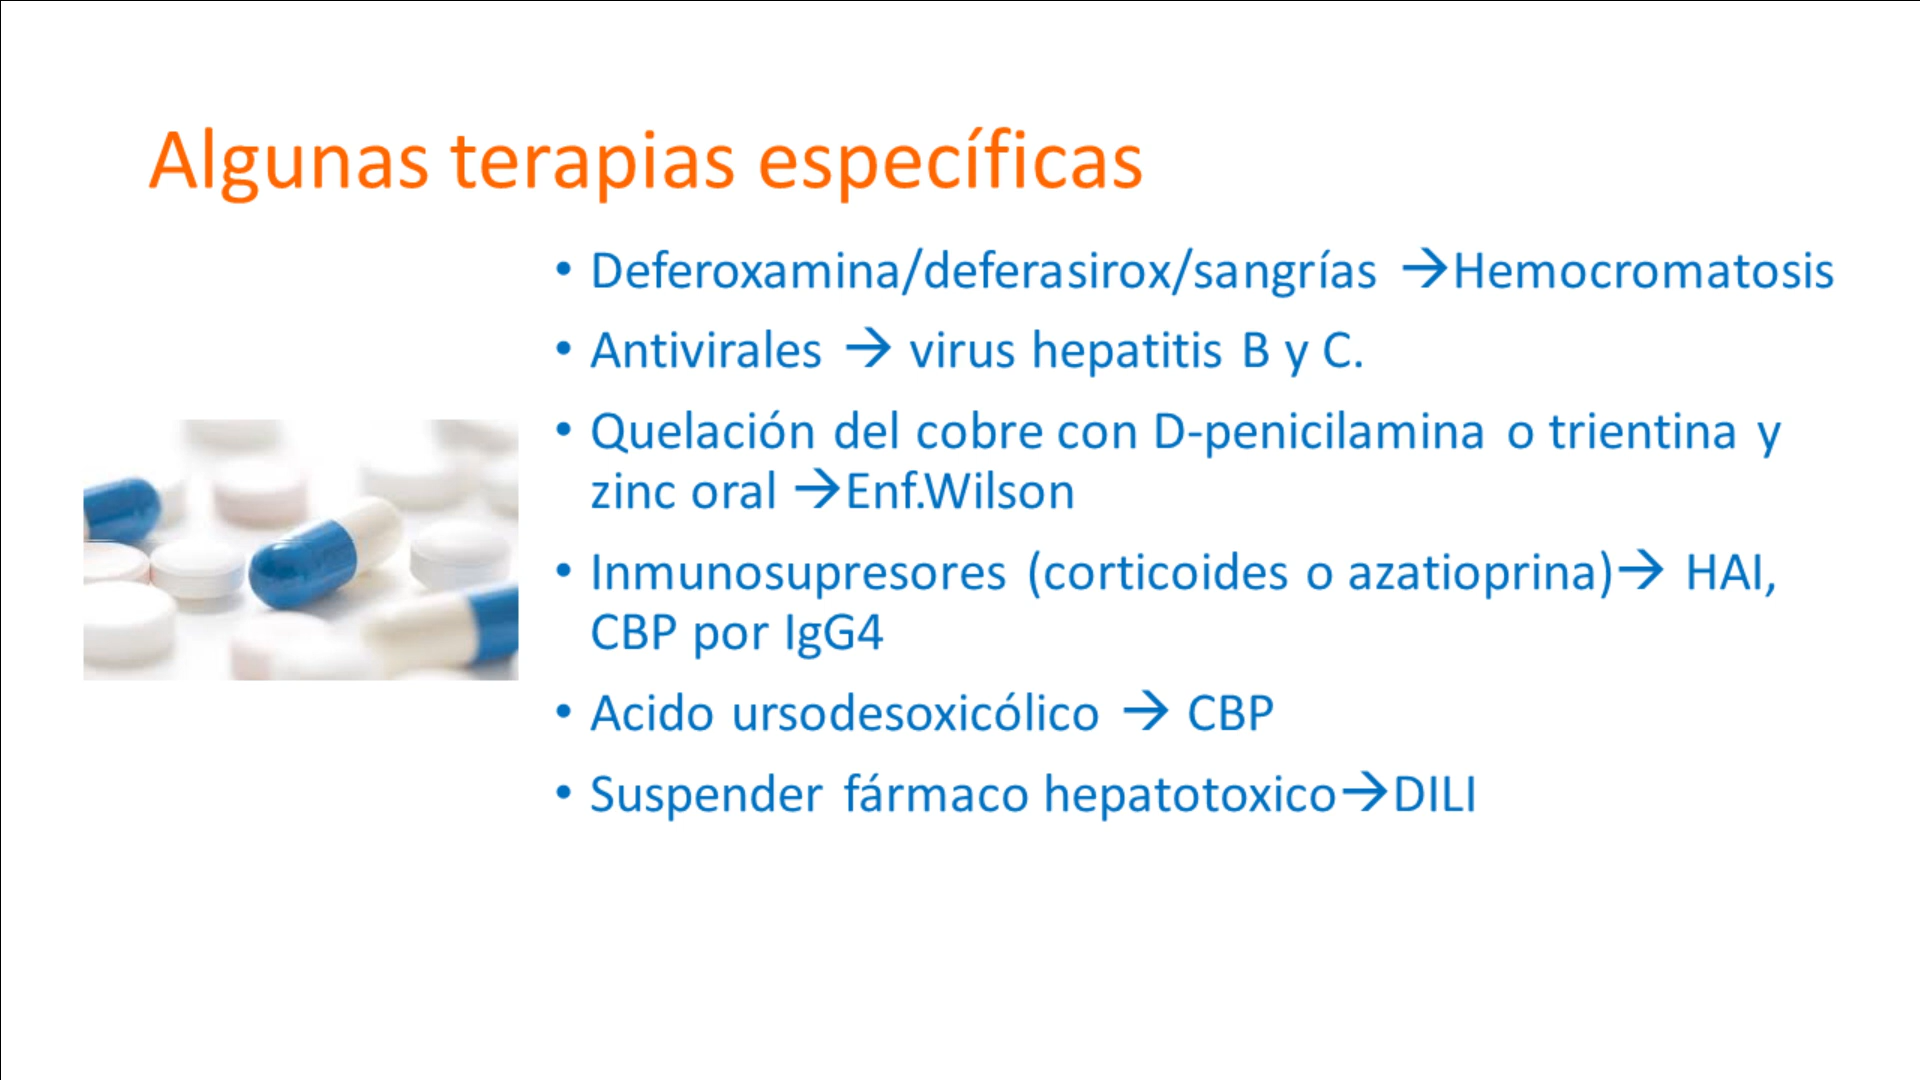 Algunas terapias específicas
• Deferoxamina/deferasirox/sangrías →Hemocromatosis
• Antivirales → virus hepatitis B y C.
• Quelación del cobre con D-penicilamina o trientina y
zinc oral →Enf.Wilson
• Inmunosupresores (corticoides o azatioprina)→ HAI,
CBP por IgG4
• Acido ursodesoxicólico → CBP
• Suspender fármaco hepatotoxico→DILI